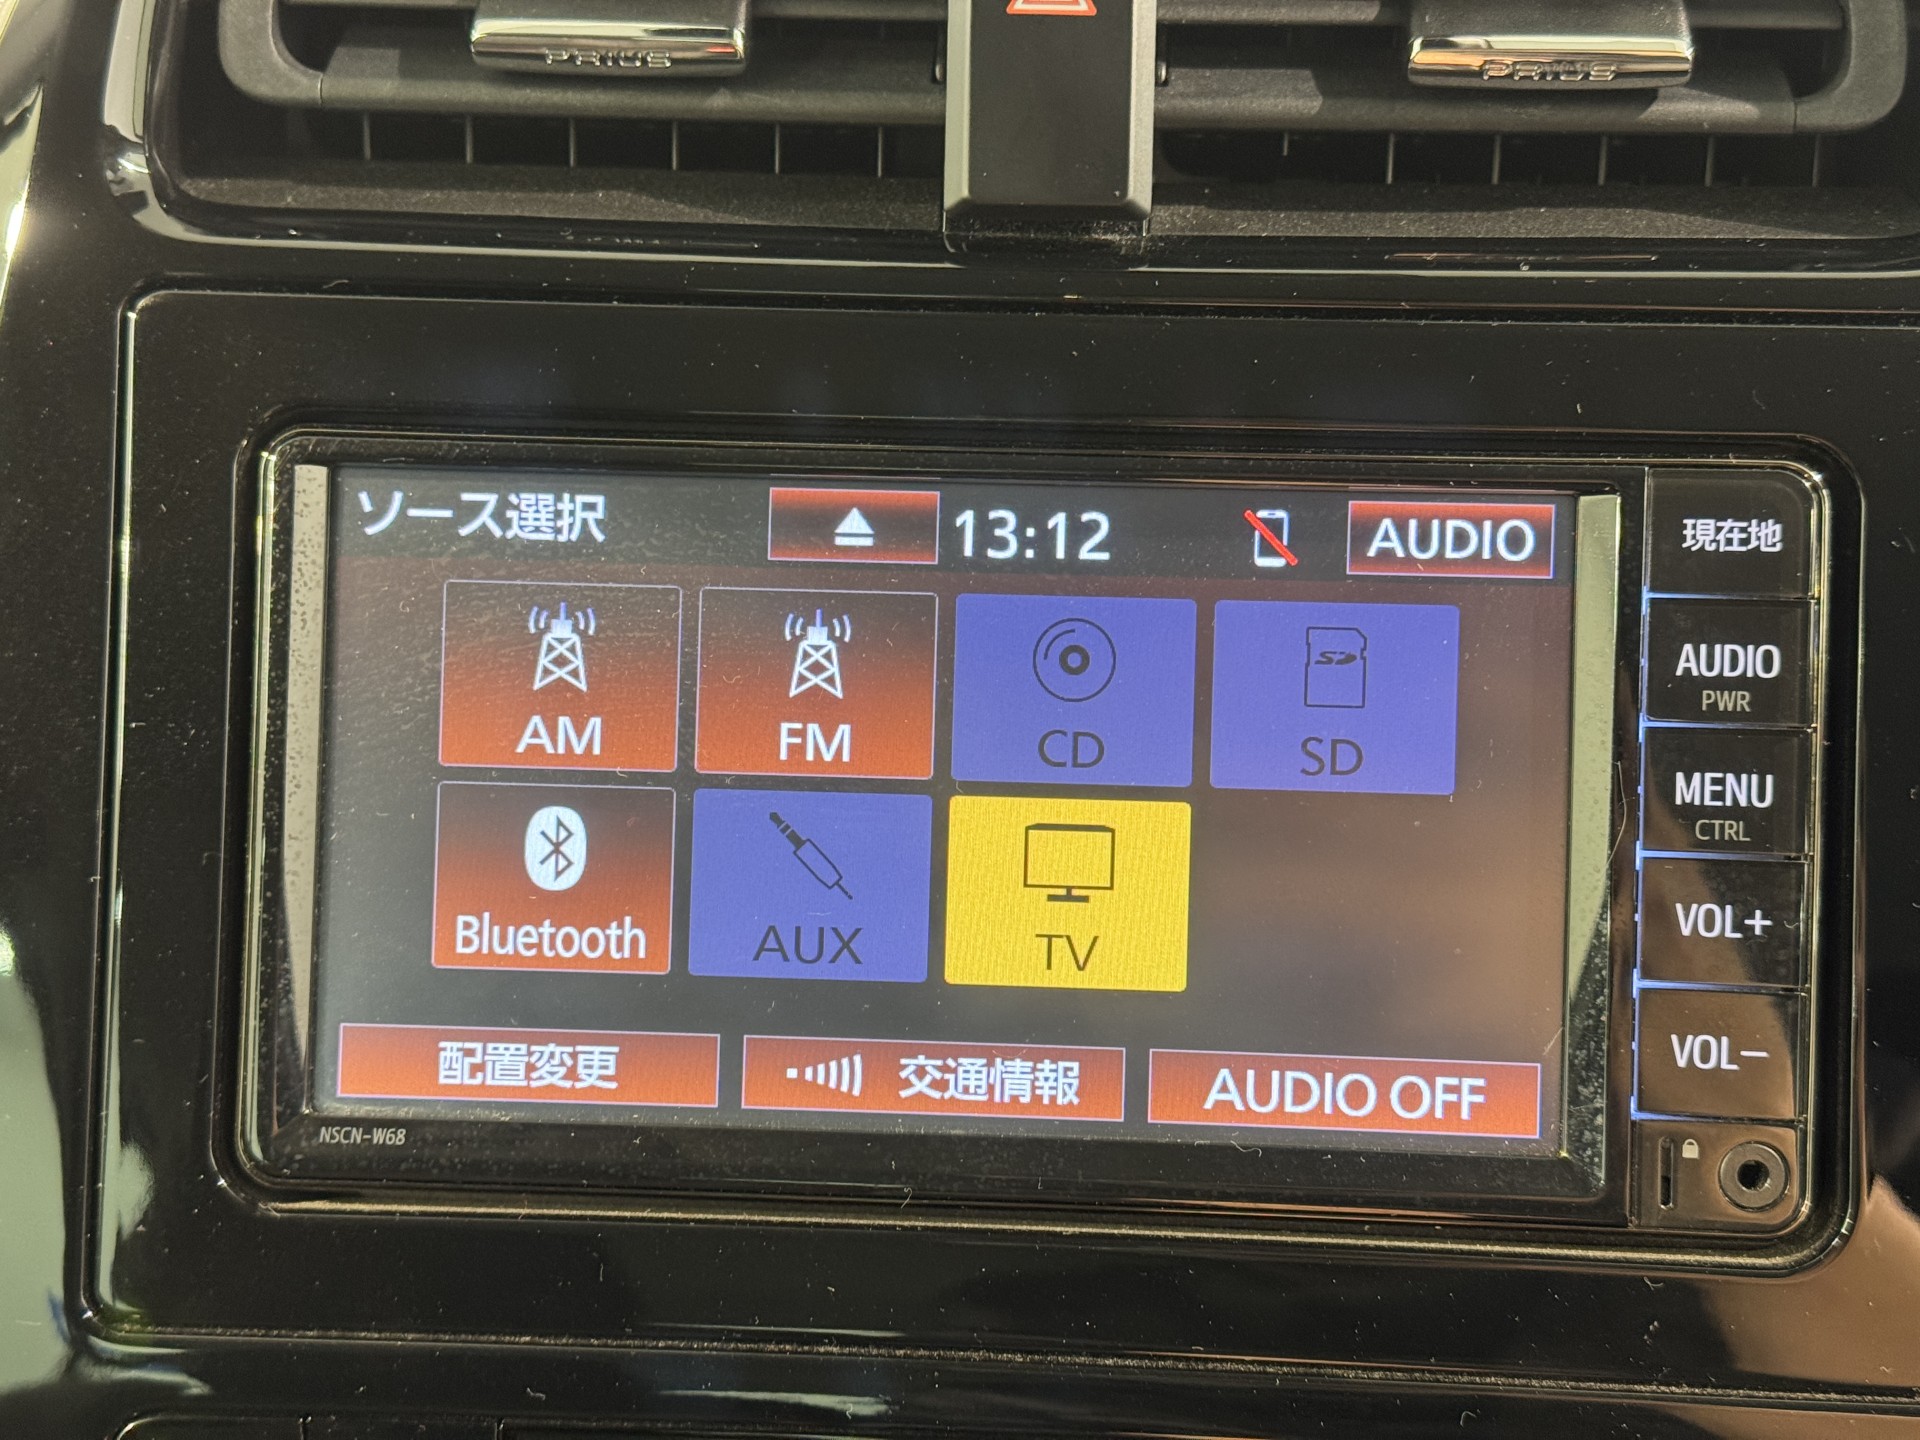 PRIUS
PRIUS
ソース選択
13:12
AUDIO
AM
FM
CD
SD
Bluetooth
AUX
TV
配置変更
交通情報
AUDIO OFF
NSCN-W68
現在地
AUDIO
PWR
MENU
CTRL
VOL+
VOL−